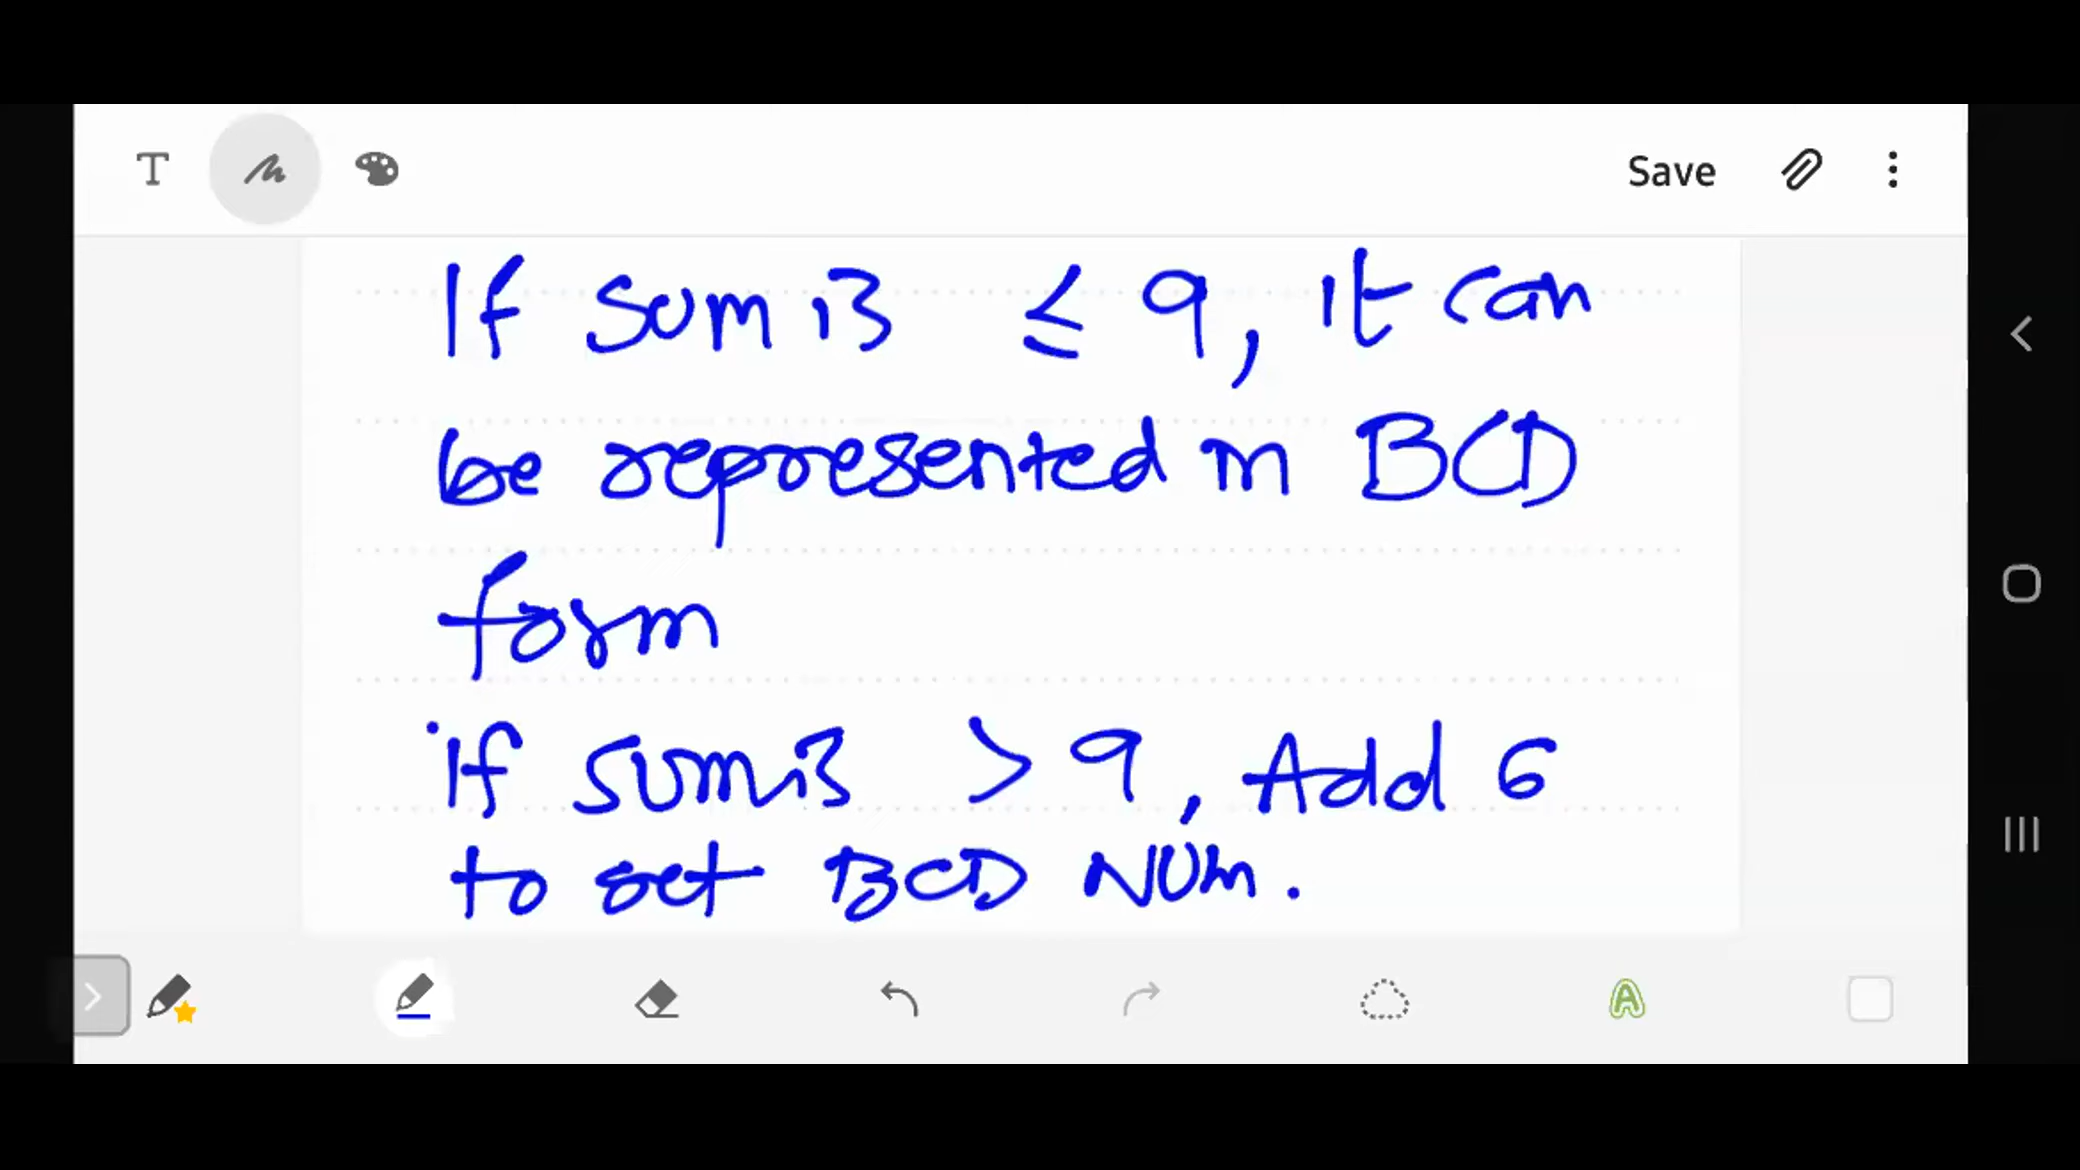 T
Save
If sum is ≤ 9, it can
be represented in BCD
form
if sum is > 9, Add 6
to get BCD Num.
A